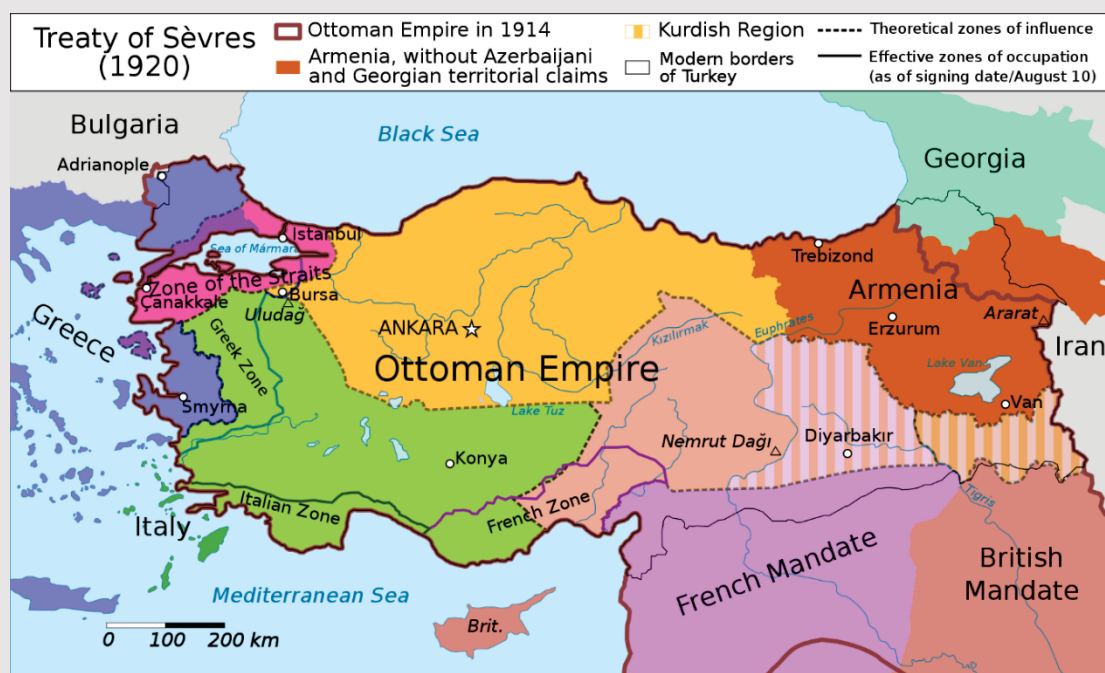 Treaty of Sèvres
(1920)
Ottoman Empire in 1914
Armenia, without Azerbaijani
and Georgian territorial claims
Kurdish Region
Modern borders
of Turkey
Theoretical zones of influence
Effective zones of occupation
(as of signing date/August 10)
Bulgaria
Adrianople
Black Sea
Georgia
Istanbul
Sea of Mármara
Trebizond
Zone of the Straits
Çanakkale
Bursa
Uludağ
Armenia
Erzurum
Ararat
Greece
ANKARA
Kızılırmak
Euphrates
Iran
Greek Zone
Ottoman Empire
Lake Van
Smyrna
Lake Tuz
Van
Nemrut Dağı
Diyarbakır
Konya
Italian Zone
French Zone
Tigris
Italy
French Mandate
British
Mandate
Mediterranean Sea
Brit.
0 100 200 km